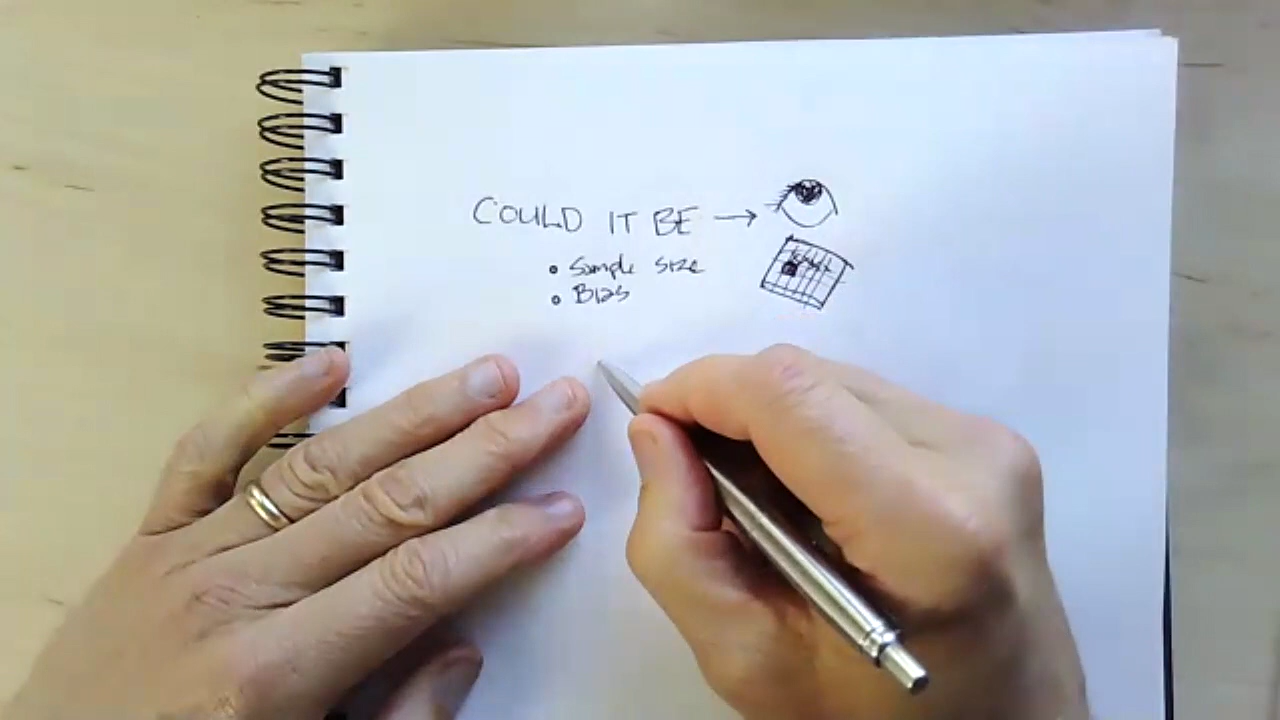 COULD IT BE →
• Sample size
• Bias